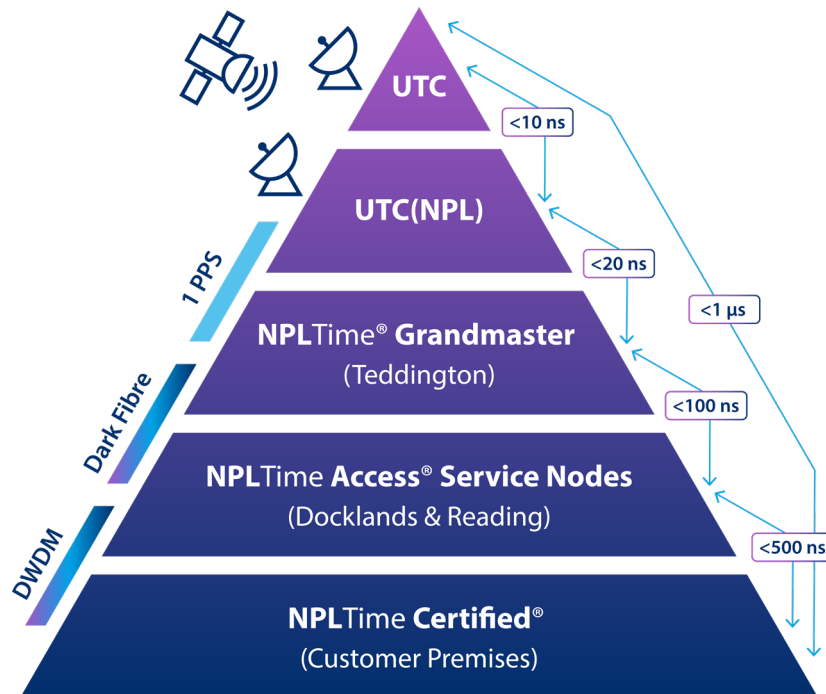 UTC
<10 ns
UTC(NPL)
<20 ns
1 PPS
NPLTime® Grandmaster
(Teddington)
<1 µs
Dark Fibre
<100 ns
NPLTime Access® Service Nodes
(Docklands & Reading)
DWDM
<500 ns
NPLTime Certified®
(Customer Premises)